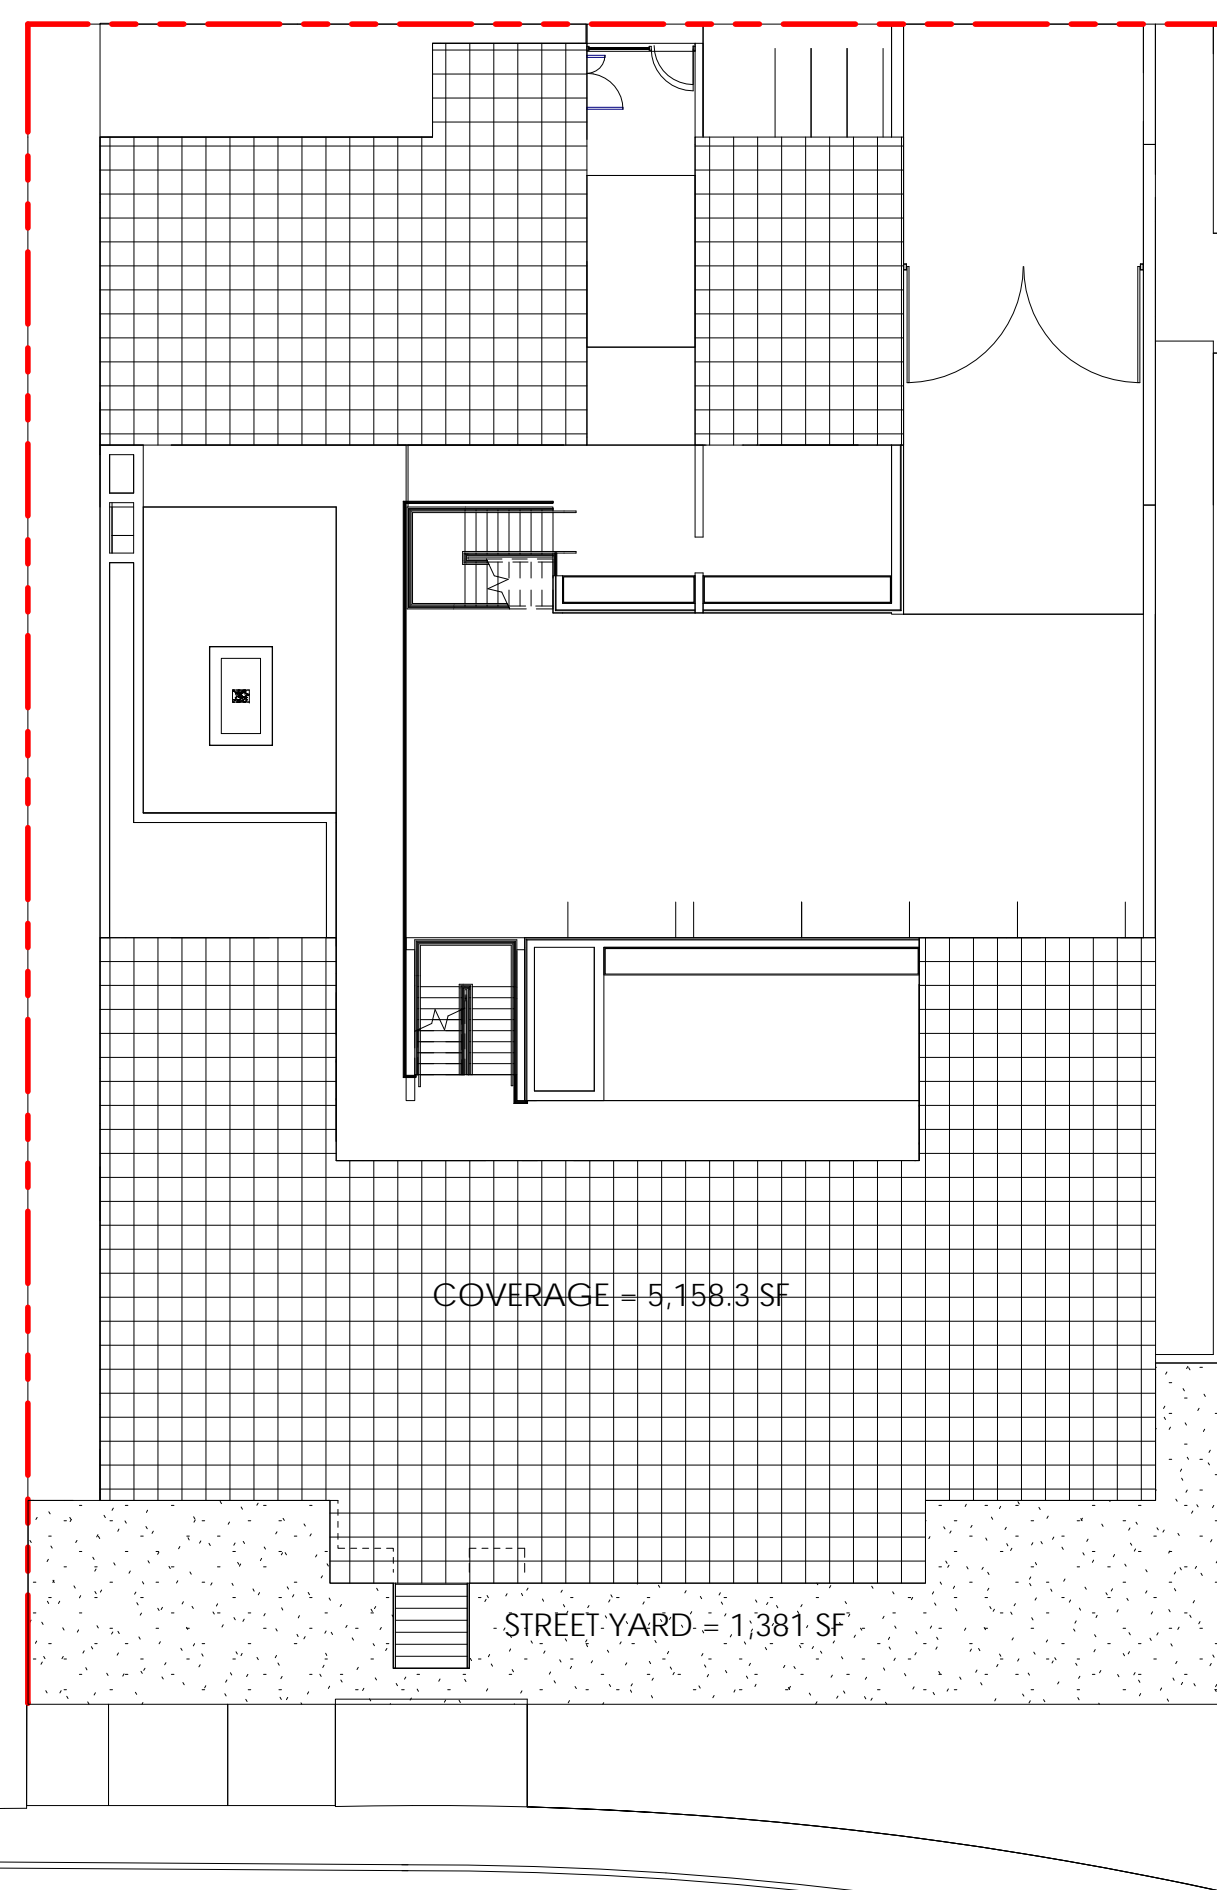 COVERAGE = 5,158.3 SF
STREET YARD = 1,381 SF